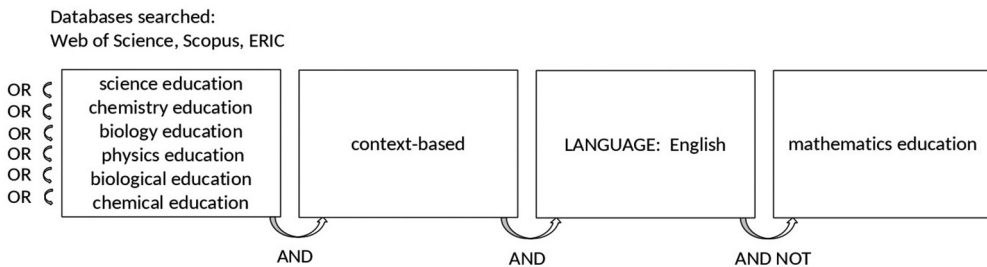 Databases searched:
Web of Science, Scopus, ERIC
OR
OR
OR
OR
OR
OR
science education
chemistry education
biology education
physics education
biological education
chemical education
context-based
LANGUAGE: English
mathematics education
AND
AND
AND NOT